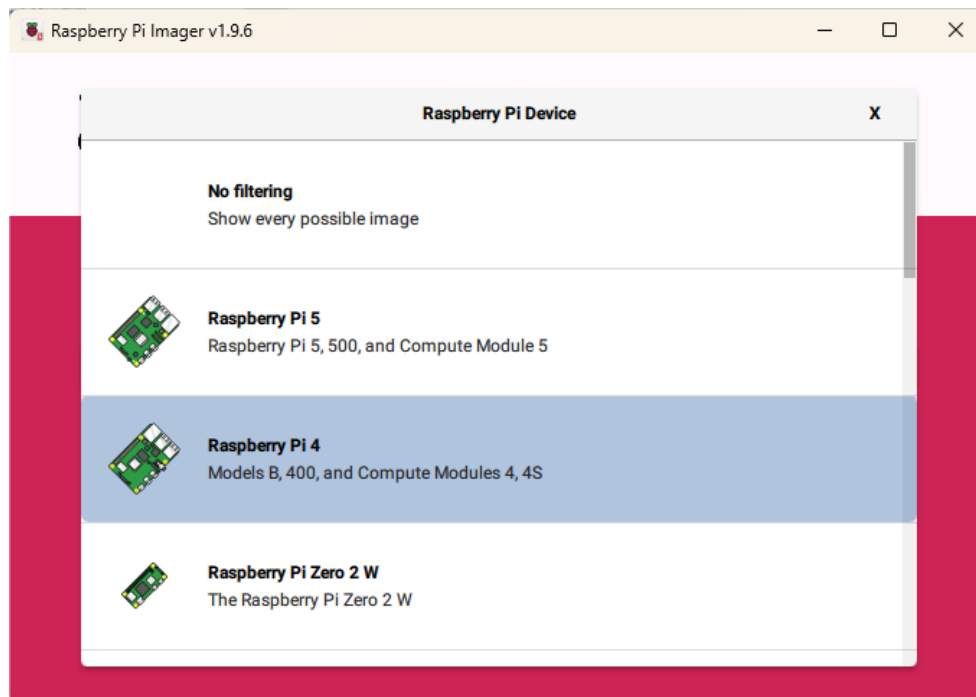 Raspberry Pi Imager v1.9.6
Raspberry Pi Device X
No filtering
Show every possible image
Raspberry Pi 5
Raspberry Pi 5, 500, and Compute Module 5
Raspberry Pi 4
Models B, 400, and Compute Modules 4, 4S
Raspberry Pi Zero 2 W
The Raspberry Pi Zero 2 W